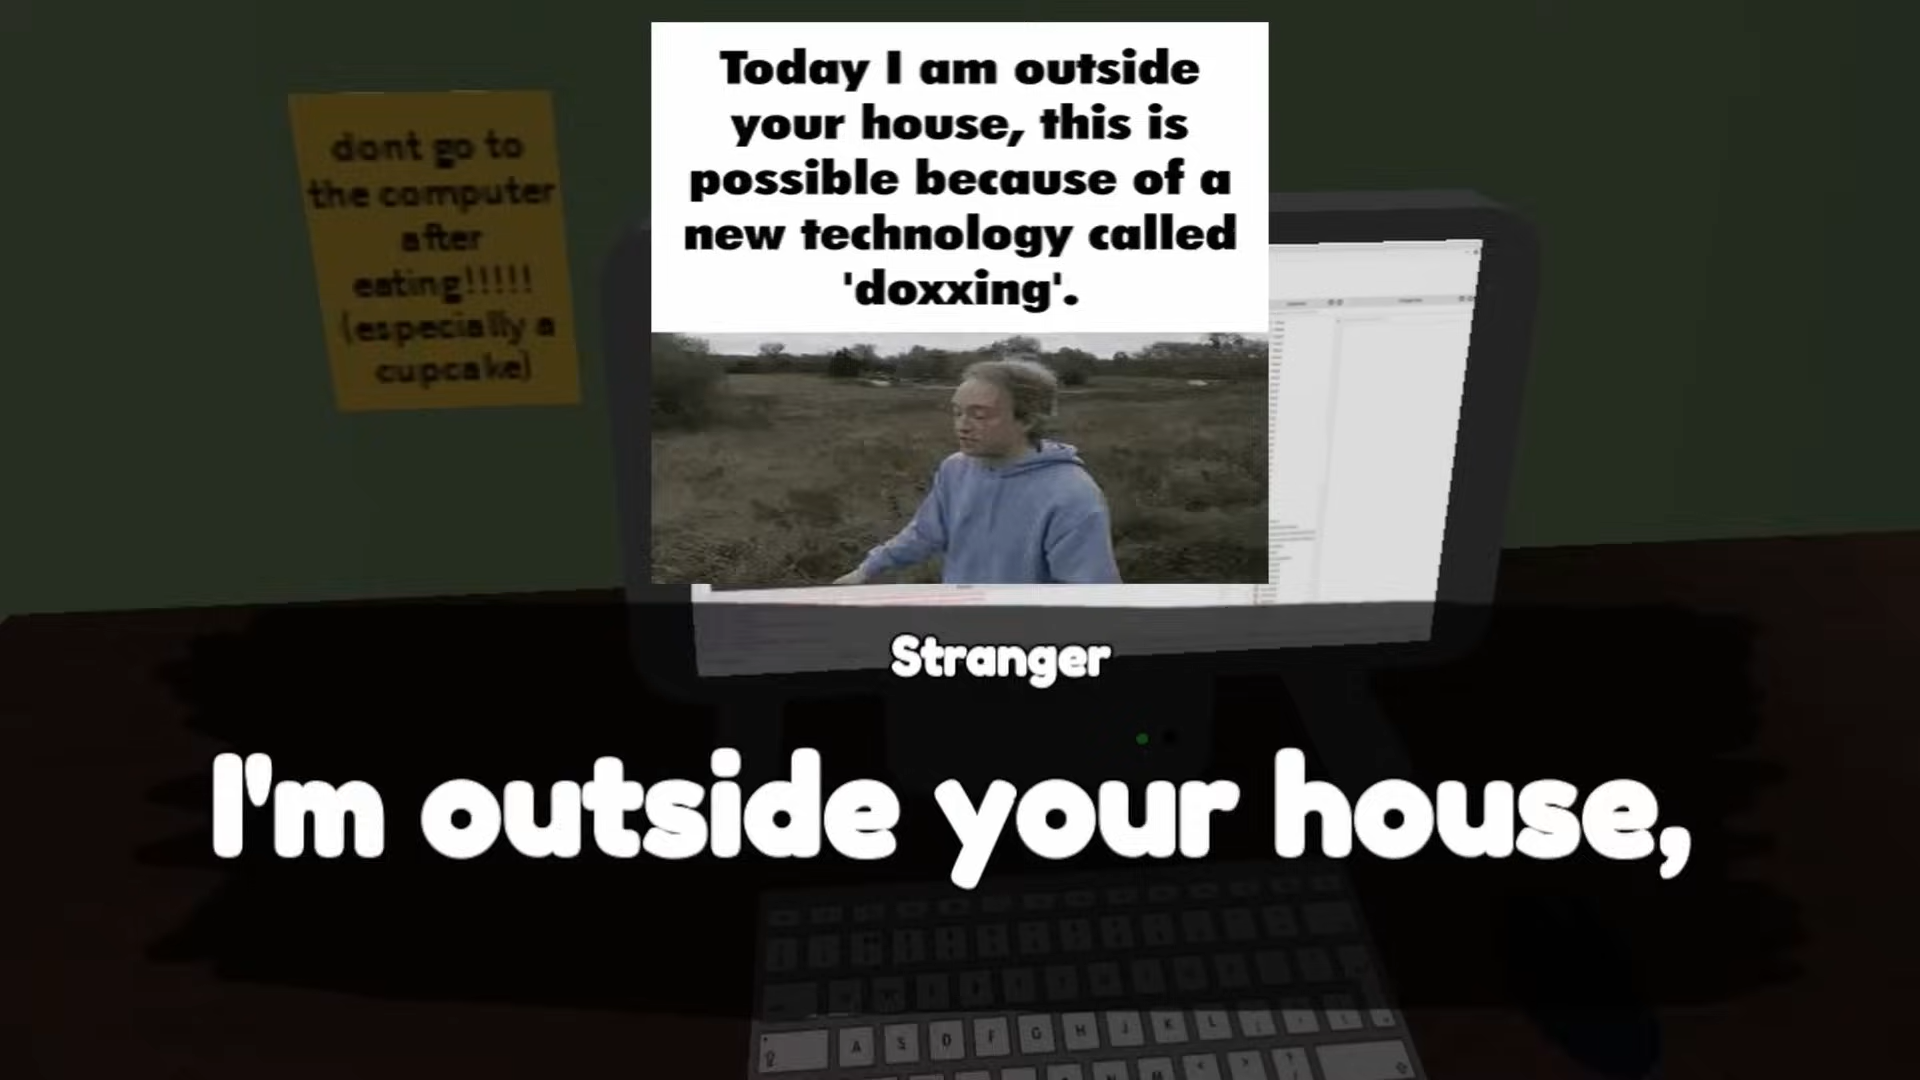 Today I am outside
your house, this is
possible because of a
new technology called
'doxxing'.
dont go to
the computer
after
eating!!!!!
(especially a
cupcake)
Stranger
I'm outside your house,
A S D F G H J K L